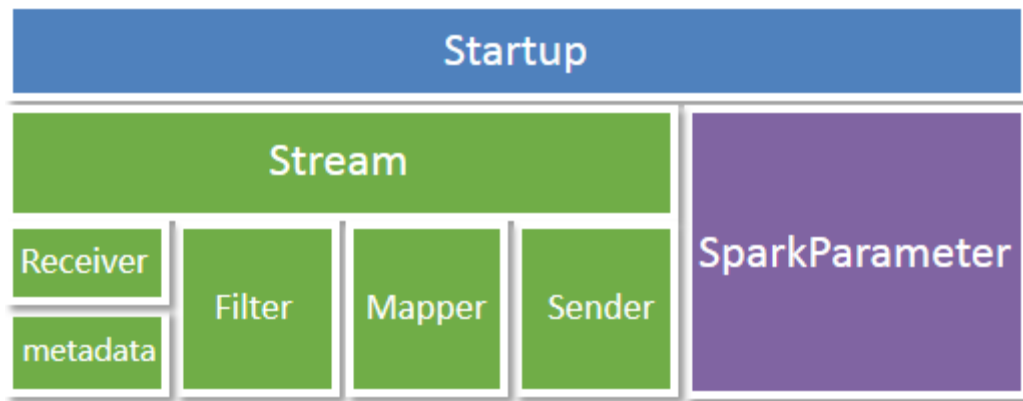 Startup
Stream
SparkParameter
Receiver
metadata
Filter
Mapper
Sender